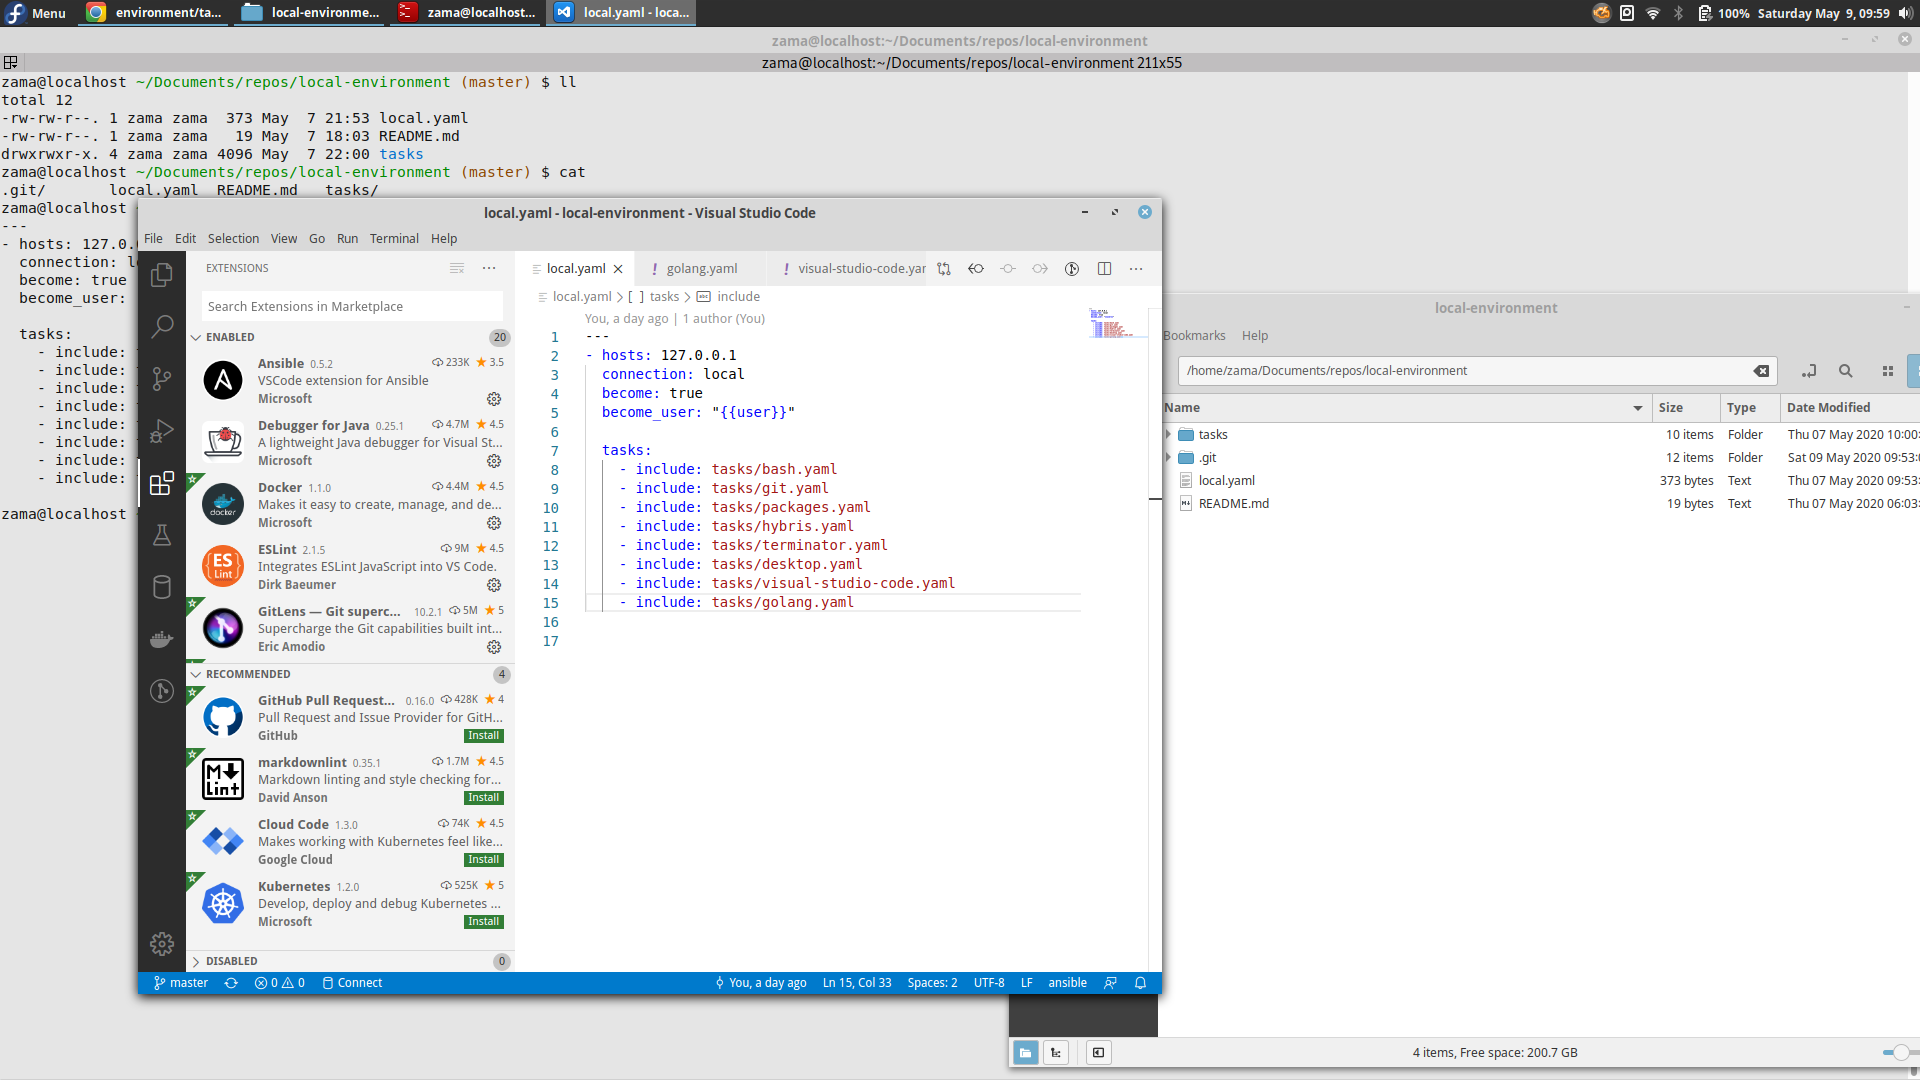 Menu
environment/ta...
local-environme...
zama@localhost...
local.yaml - loca...
100%
Saturday May 9, 09:59
zama@localhost:~/Documents/repos/local-environment
zama@localhost:~/Documents/repos/local-environment 211x55
zama@localhost ~/Documents/repos/local-environment (master) $ ll
total 12
-rw-rw-r--. 1 zama zama  373 May  7 21:53 local.yaml
-rw-rw-r--. 1 zama zama   19 May  7 18:03 README.md
drwxrwxr-x. 4 zama zama 4096 May  7 22:00 tasks
zama@localhost ~/Documents/repos/local-environment (master) $ cat
.git/       local.yaml  README.md   tasks/
zama@localhost
---
- hosts: 127.0.
connection: l
become: true
become_user:
tasks:
- include:
- include:
- include:
- include:
- include:
- include:
- include:
- include:
zama@localhost
local.yaml - local-environment - Visual Studio Code
File Edit Selection View Go Run Terminal Help
EXTENSIONS
Search Extensions in Marketplace
ENABLED 20
Ansible 0.5.2 233K 3.5
VSCode extension for Ansible
Microsoft
Debugger for Java 0.25.1 4.7M 4.5
A lightweight Java debugger for Visual St...
Microsoft
docker
Docker 1.1.0 4.4M 4.5
Makes it easy to create, manage, and de...
Microsoft
ES
Lint
ESLint 2.1.5 9M 4.5
Integrates ESLint JavaScript into VS Code.
Dirk Baeumer
GitLens — Git superc... 10.2.1 5M 5
Supercharge the Git capabilities built int...
Eric Amodio
RECOMMENDED 4
GitHub Pull Request... 0.16.0 428K 4
Pull Request and Issue Provider for GitH...
GitHub Install
M
Lint
markdownlint 0.35.1 1.7M 4.5
Markdown linting and style checking for...
David Anson Install
Cloud Code 1.3.0 74K 4.5
Makes working with Kubernetes feel like...
Google Cloud Install
Kubernetes 1.2.0 525K 5
Develop, deploy and debug Kubernetes ...
Microsoft Install
DISABLED 0
local.yaml
golang.yaml
visual-studio-code.yar
local.yaml > [ ] tasks > abc include
You, a day ago | 1 author (You)
1 ---
2 - hosts: 127.0.0.1
3 connection: local
4 become: true
5 become_user: "{{user}}"
6
7 tasks:
8 - include: tasks/bash.yaml
9 - include: tasks/git.yaml
10 - include: tasks/packages.yaml
11 - include: tasks/hybris.yaml
12 - include: tasks/terminator.yaml
13 - include: tasks/desktop.yaml
14 - include: tasks/visual-studio-code.yaml
15 - include: tasks/golang.yaml
16
17
master 0 0 Connect You, a day ago Ln 15, Col 33 Spaces: 2 UTF-8 LF ansible
local-environment
Bookmarks Help
/home/zama/Documents/repos/local-environment
Name Size Type Date Modified
tasks 10 items Folder Thu 07 May 2020 10:00:
.git 12 items Folder Sat 09 May 2020 09:53:
local.yaml 373 bytes Text Thu 07 May 2020 09:53:
README.md 19 bytes Text Thu 07 May 2020 06:03:
4 items, Free space: 200.7 GB